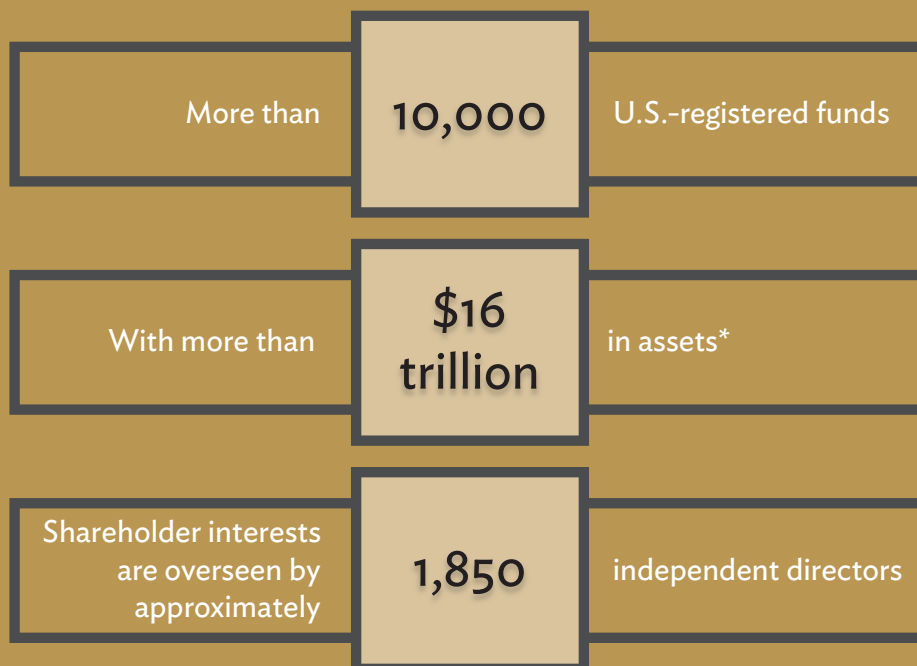 More than
10,000
U.S.-registered funds
With more than
$16
trillion
in assets*
Shareholder interests
are overseen by
approximately
1,850
independent directors